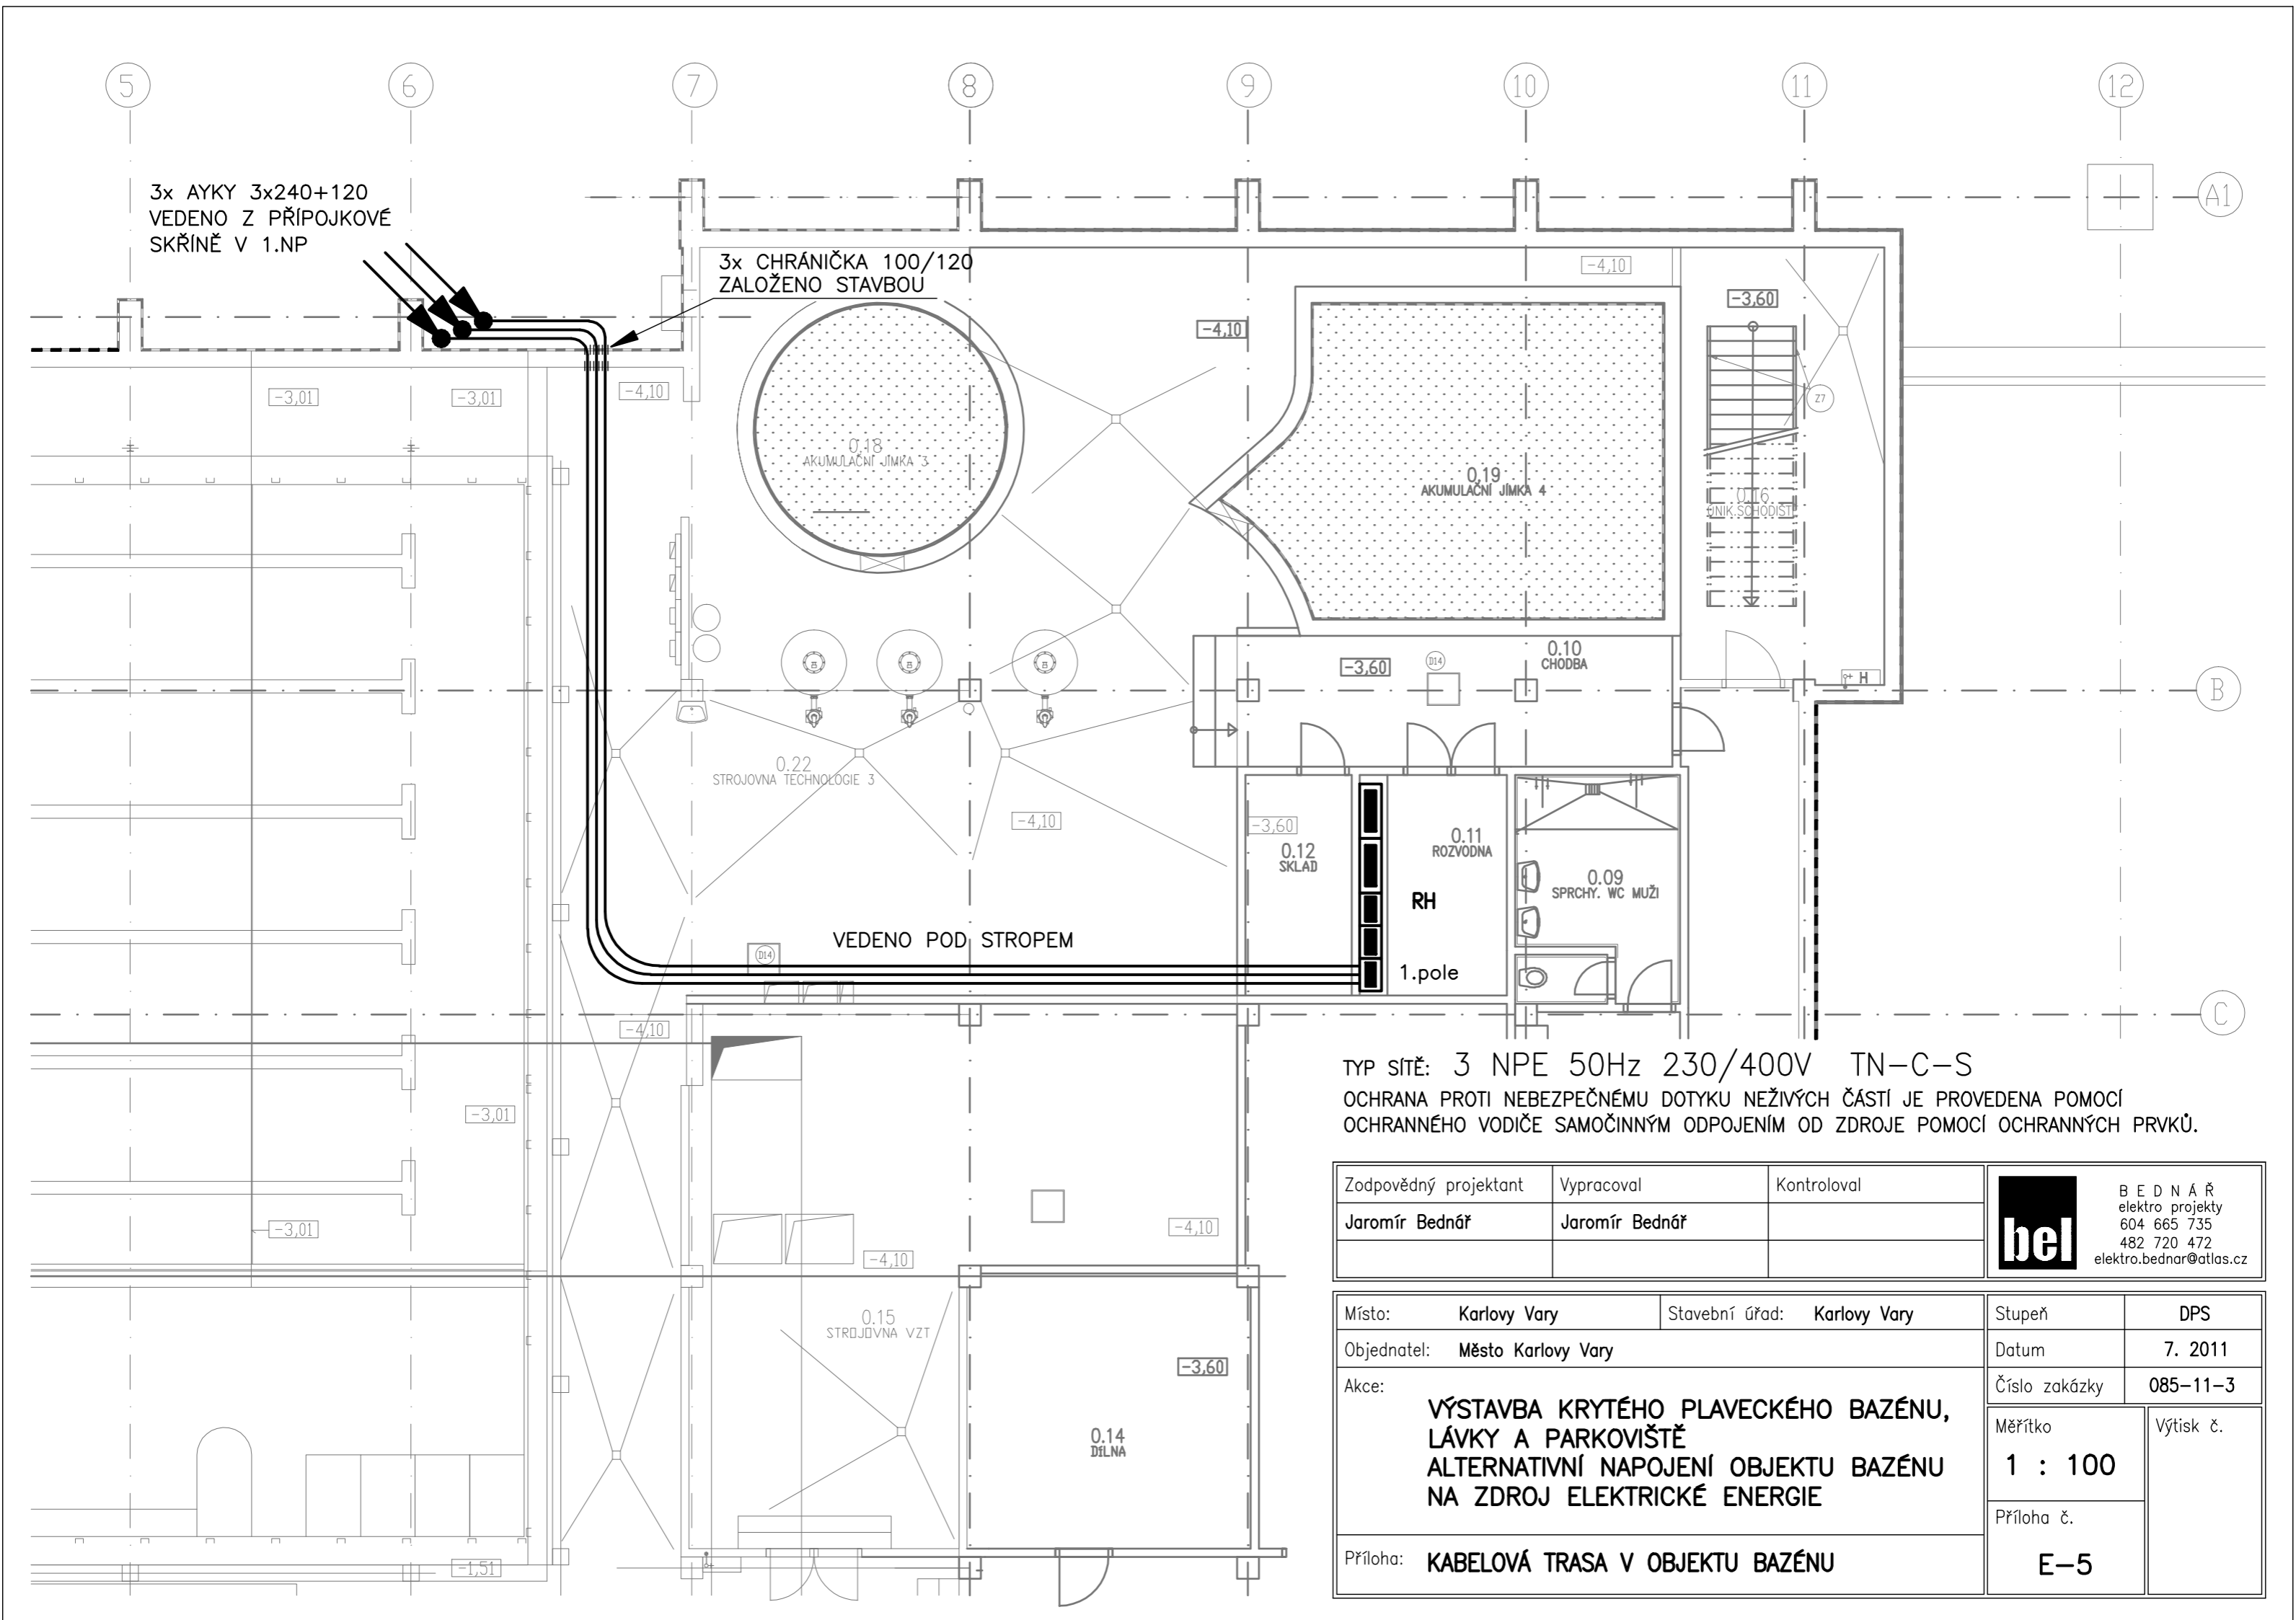 5
6
7
8
9
10
11
12
A1
B
C
3x AYKY 3x240+120
VEDENO Z PŘÍPOJKOVÉ
SKŘÍNĚ V 1.NP
3x CHRÁNIČKA 100/120
ZALOŽENO STAVBOU
-4,10
-3,60
-4,10
-3,01
-3,01
-4,10
Z7
0.18
AKUMULAČNÍ JÍMKA 3
0.19
AKUMULAČNÍ JÍMKA 4
0.16
ÚNIK.SCHODIŠTĚ
0.10
CHODBA
-3,60
D14
H
0.22
STROJOVNA TECHNOLOGIE 3
-4,10
-3,60
0.12
SKLAD
0.11
ROZVODNA
RH
1.pole
0.09
SPRCHY. WC MUŽI
VEDENO POD STROPEM
D14
-4,10
-3,01
-3,01
-4,10
-4,10
0.15
STROJOVNA VZT
-3,60
0.14
DÍLNA
-1,51
TYP SÍTĚ: 3 NPE 50Hz 230/400V TN-C-S
OCHRANA PROTI NEBEZPEČNÉMU DOTYKU NEŽIVÝCH ČÁSTÍ JE PROVEDENA POMOCÍ
OCHRANNÉHO VODIČE SAMOČINNÝM ODPOJENÍM OD ZDROJE POMOCÍ OCHRANNÝCH PRVKŮ.
Zodpovědný projektant Vypracoval Kontroloval
Jaromír Bednář Jaromír Bednář
bel
BEDNÁŘ
elektro projekty
604 665 735
482 720 472
elektro.bednar@atlas.cz
Místo: Karlovy Vary Stavební úřad: Karlovy Vary
Objednatel: Město Karlovy Vary
Akce:
VÝSTAVBA KRYTÉHO PLAVECKÉHO BAZÉNU,
LÁVKY A PARKOVIŠTĚ
ALTERNATIVNÍ NAPOJENÍ OBJEKTU BAZÉNU
NA ZDROJ ELEKTRICKÉ ENERGIE
Příloha: KABELOVÁ TRASA V OBJEKTU BAZÉNU
Stupeň DPS
Datum 7. 2011
Číslo zakázky 085-11-3
Měřítko
1 : 100
Výtisk č.
Příloha č.
E-5